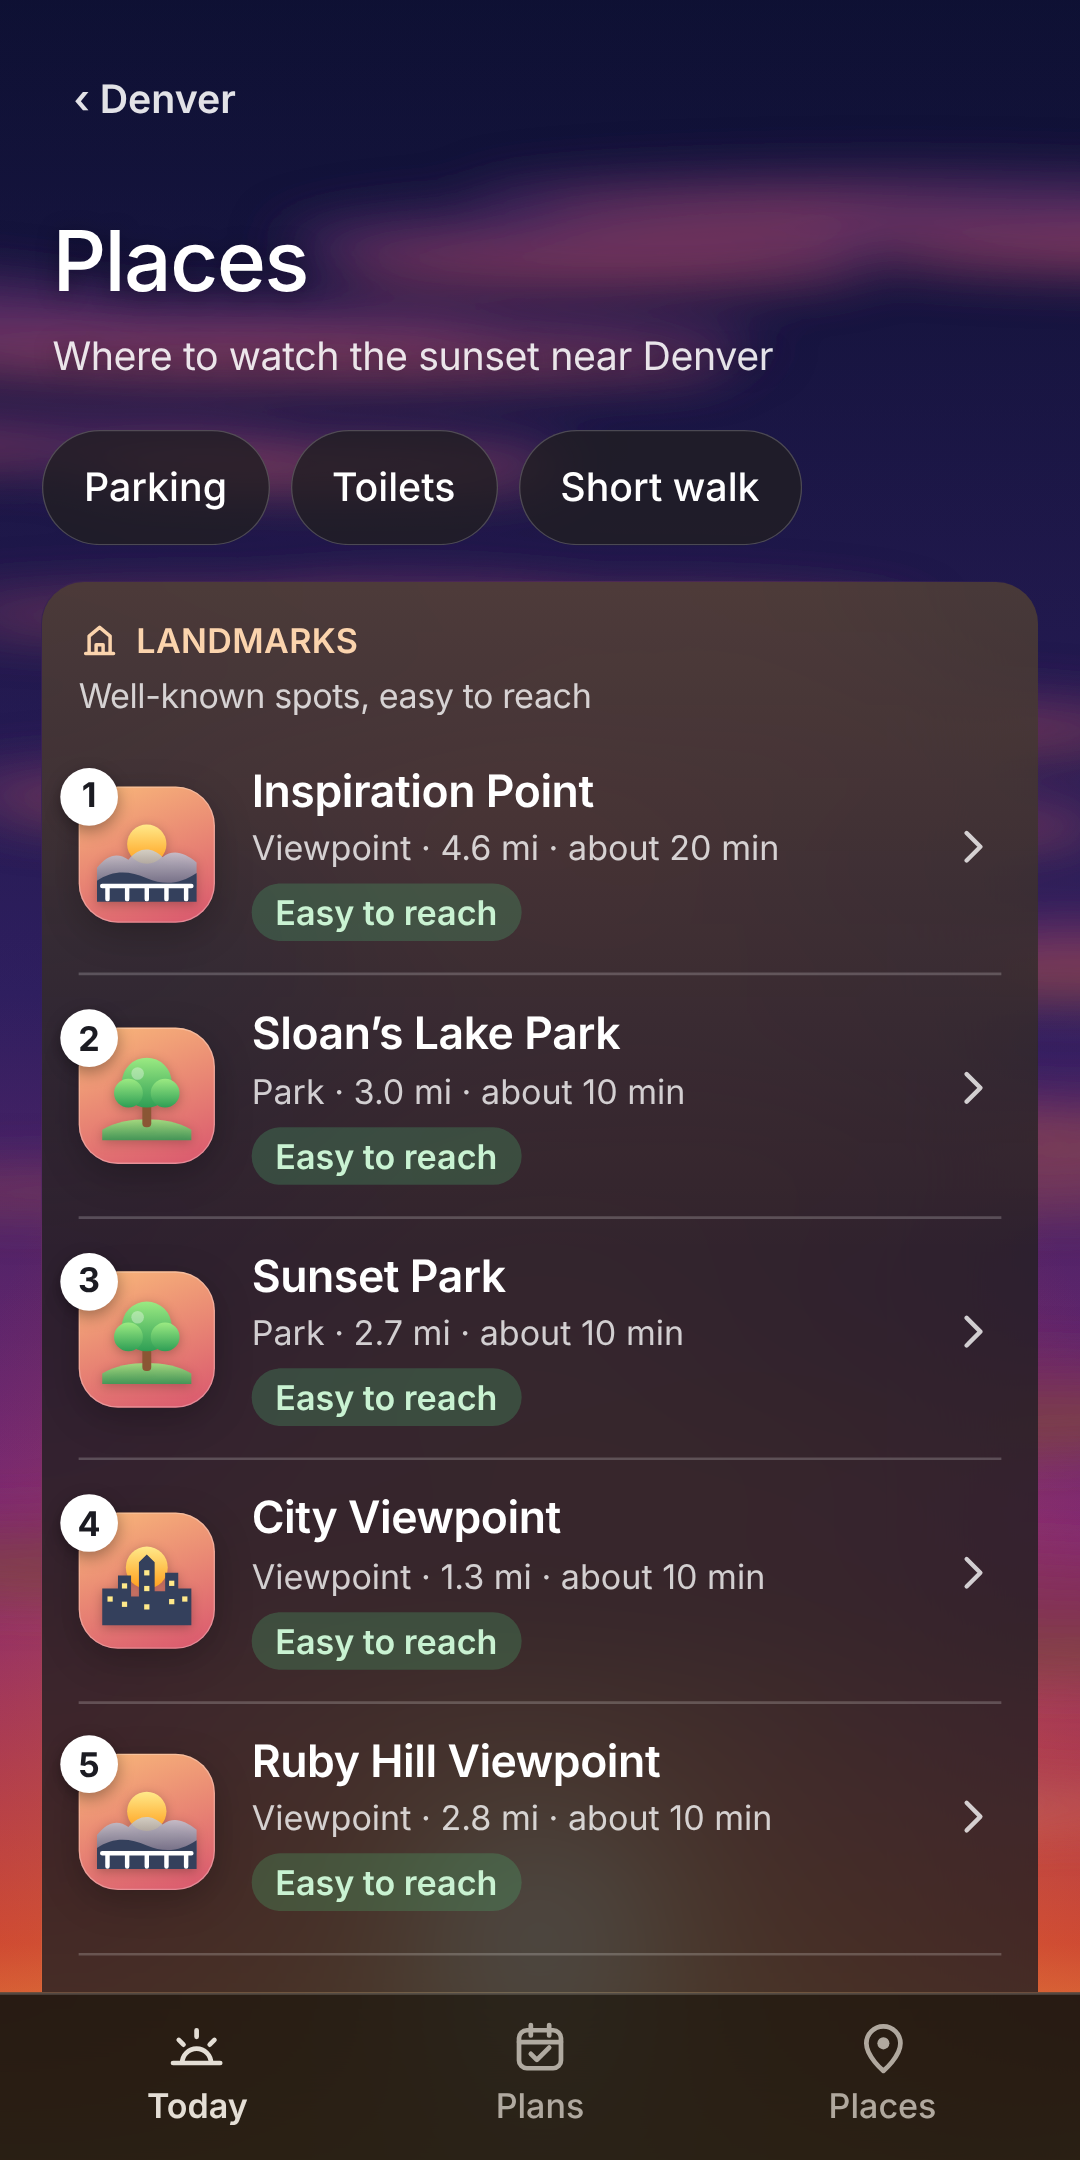 ‹ Denver
Places
Where to watch the sunset near Denver
Parking
Toilets
Short walk
LANDMARKS
Well-known spots, easy to reach
1
Inspiration Point
Viewpoint · 4.6 mi · about 20 min
Easy to reach
2
Sloan’s Lake Park
Park · 3.0 mi · about 10 min
Easy to reach
3
Sunset Park
Park · 2.7 mi · about 10 min
Easy to reach
4
City Viewpoint
Viewpoint · 1.3 mi · about 10 min
Easy to reach
5
Ruby Hill Viewpoint
Viewpoint · 2.8 mi · about 10 min
Easy to reach
Today
Plans
Places